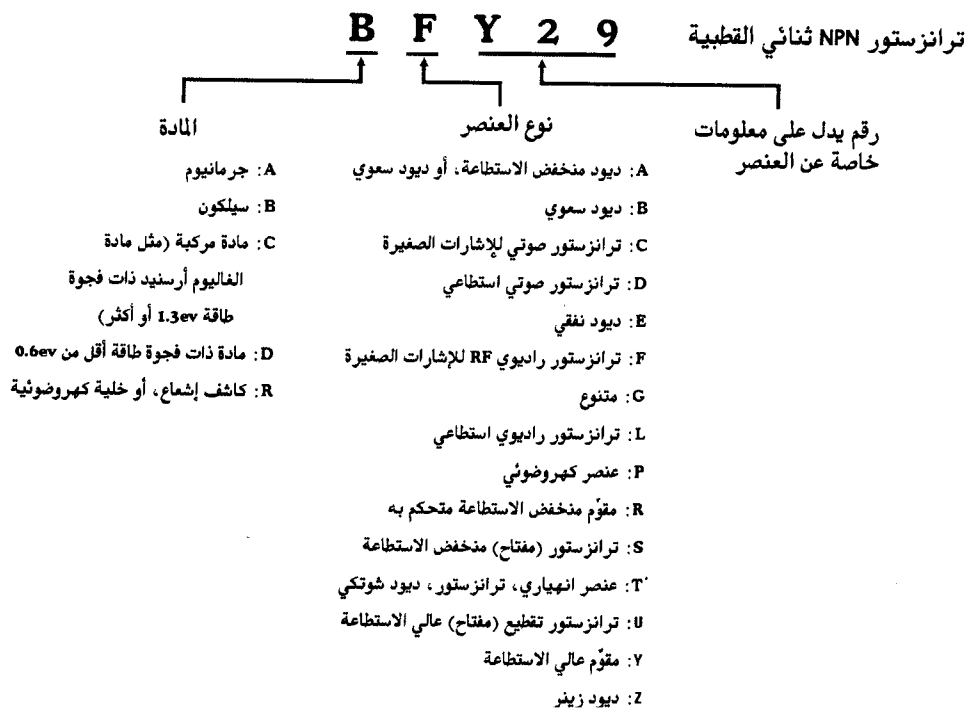 ترانزستور NPN ثنائي القطبية
B F Y 2 9
المادة
A: جرمانيوم
B: سيلكون
C: مادة مركبة (مثل مادة
الغاليوم أرسنيد ذات فجوة
طاقة 1.3ev أو أكثر)
D: مادة ذات فجوة طاقة أقل من 0.6ev
R: كاشف إشعاع، أو خلية كهروضوئية
نوع العنصر
A: ديود منخفض الاستطاعة، أو ديود سعوي
B: ديود سعوي
C: ترانزستور صوتي للإشارات الصغيرة
D: ترانزستور صوتي استطاعي
E: ديود نفقي
F: ترانزستور راديوي RF للإشارات الصغيرة
G: متنوع
L: ترانزستور راديوي استطاعي
P: عنصر كهروضوئي
R: مقوّم منخفض الاستطاعة متحكم به
S: ترانزستور (مفتاح) منخفض الاستطاعة
T: عنصر انهياري، ترانزستور، ديود شوتكي
U: ترانزستور تقطيع (مفتاح) عالي الاستطاعة
Y: مقوّم عالي الاستطاعة
Z: ديود زينر
رقم يدل على معلومات
خاصة عن العنصر